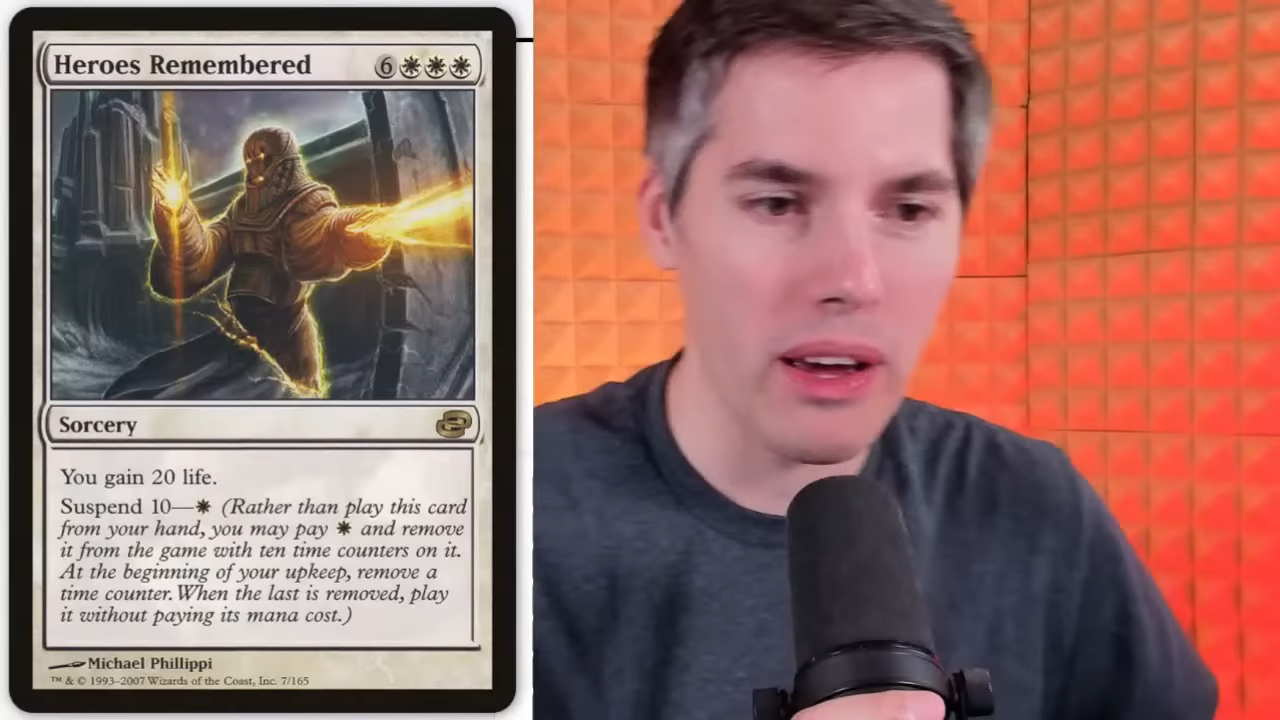 Heroes Remembered 6
Sorcery
You gain 20 life.
Suspend 10— (Rather than play this card
from your hand, you may pay and remove
it from the game with ten time counters on it.
At the beginning of your upkeep, remove a
time counter. When the last is removed, play
it without paying its mana cost.)
Michael Phillippi
™ & © 1993–2007 Wizards of the Coast, Inc. 7/165